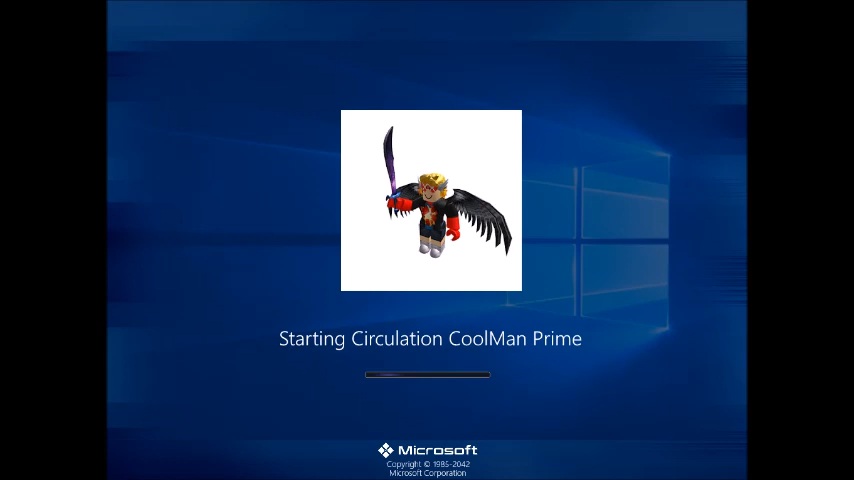 Starting Circulation CoolMan Prime
Microsoft
Copyright © 1985-2042
Microsoft Corporation